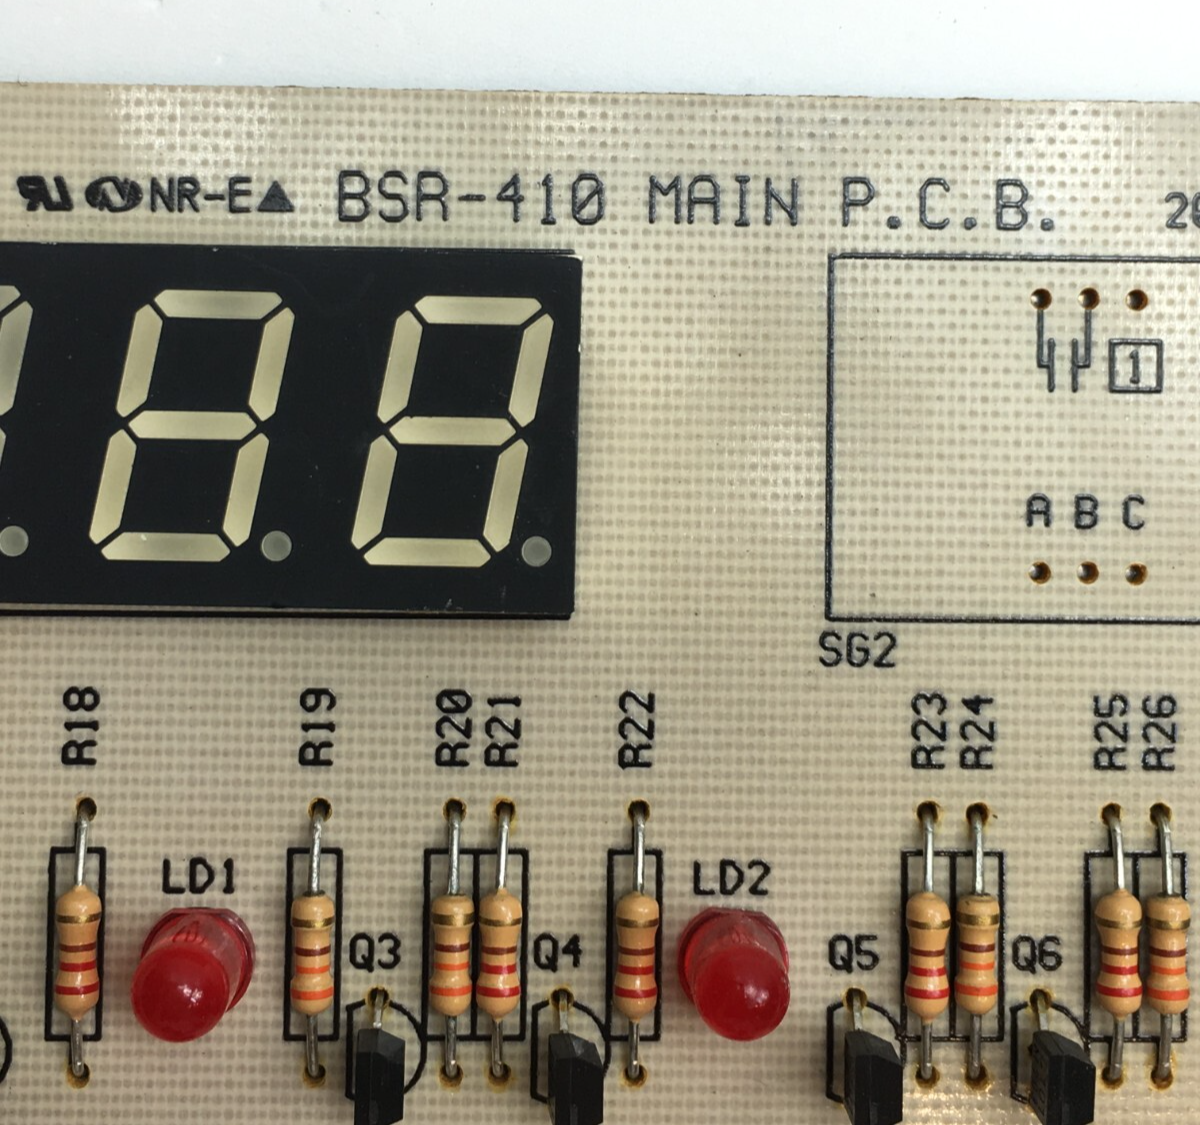 NR-E▲ BSR-410 MAIN P.C.B. 20
1
A B C
SG2
R18 R19 R20 R21 R22 R23 R24 R25 R26
LD1 LD2
Q3 Q4 Q5 Q6